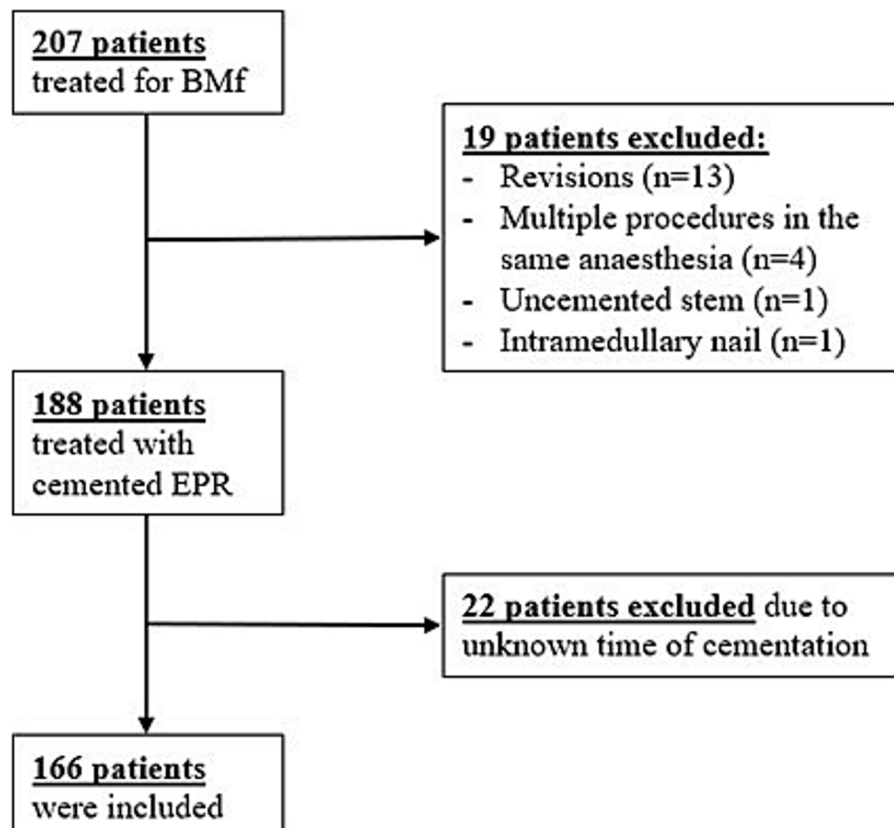 207 patients
treated for BMf
19 patients excluded:
- Revisions (n=13)
- Multiple procedures in the
same anaesthesia (n=4)
- Uncemented stem (n=1)
- Intramedullary nail (n=1)
188 patients
treated with
cemented EPR
22 patients excluded due to
unknown time of cementation
166 patients
were included